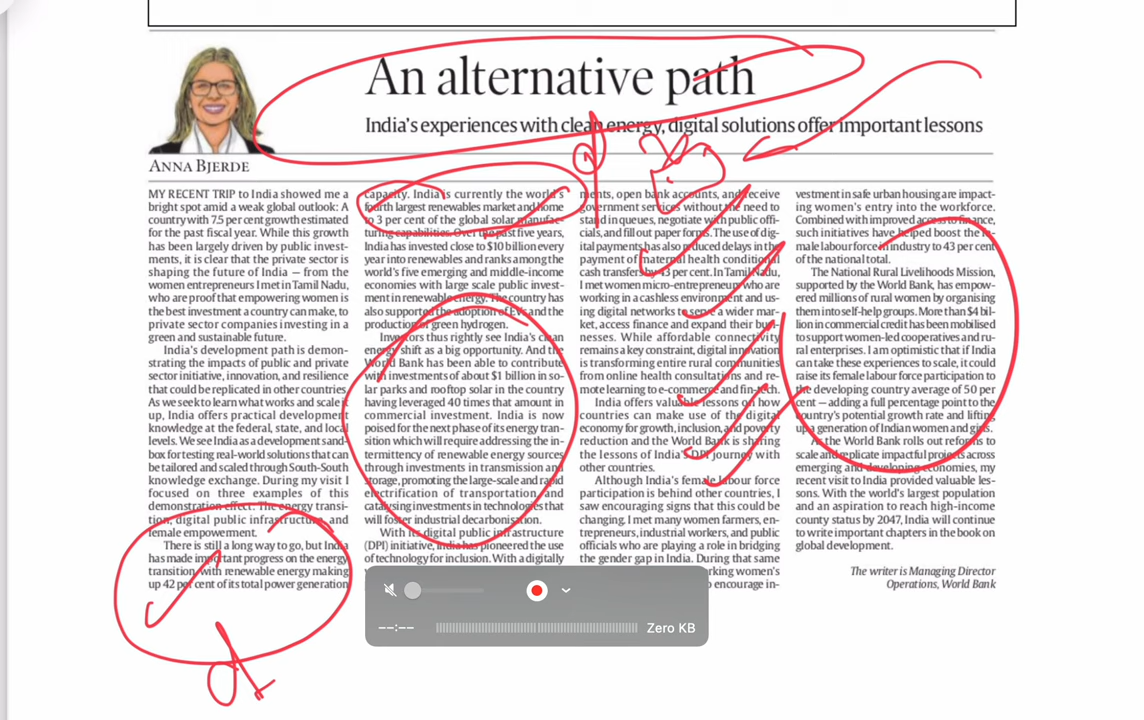 An alternative path
India's experiences with clean energy, digital solutions offer important lessons
ANNA BJERDE
MY RECENT TRIP to India showed me a
bright spot amid a weak global outlook: A
country with 7.5 per cent growth estimated
for the past fiscal year. While this growth
has been largely driven by public invest-
ments, it is clear that the private sector is
shaping the future of India — from the
women entrepreneurs I met in Tamil Nadu,
who are proof that empowering women is
the best investment a country can make, to
private sector companies investing in a
green and sustainable future.
India's development path is demon-
strating the impacts of public and private
sector initiative, innovation, and resilience
that could be replicated in other countries.
As we seek to learn what works and scale it
up, India offers practical development
knowledge at the federal, state, and local
levels. We see India as a development sand-
box for testing real-world solutions that can
be tailored and scaled through South-South
knowledge exchange. During my visit I
focused on three examples of this
demonstration effect: The energy transi-
tion, digital public infrastructure, and
female empowerment.
There is still a long way to go, but India
has made important progress on the energy
transition, with renewable energy making
up 42 per cent of its total power generation
capacity. India is currently the world's
fourth largest renewables market and home
to 3 per cent of the global solar manufac-
turing capabilities. Over the past five years,
India has invested close to $10 billion every
year into renewables and ranks among the
world's five emerging and middle-income
economies with large scale public invest-
ment in renewable energy. The country has
also supported the adoption of EVs and the
production of green hydrogen.
Investors thus rightly see India's clean
energy shift as a big opportunity. And the
World Bank has been able to contribute
with investments of about $1 billion in so-
lar parks and rooftop solar in the country
having leveraged 40 times that amount in
commercial investment. India is now
poised for the next phase of its energy tran-
sition which will require addressing the in-
termittency of renewable energy sources
through investments in transmission and
storage, promoting the large-scale and rapid
electrification of transportation, and
catalysing investments in technologies that
will foster industrial decarbonisation.
With its digital public infrastructure
(DPI) initiative, India has pioneered the use
of technology for inclusion. With a digitally
ments, open bank accounts, and receive
government services without the need to
stand in queues, negotiate with public offi-
cials, and fill out paper forms. The use of dig-
ital payments has also reduced delays in the
payment of maternal health conditional
cash transfers by 43 per cent. In Tamil Nadu,
I met women micro-entrepreneurs who are
working in a cashless environment and us-
ing digital networks to serve a wider mar-
ket, access finance and expand their busi-
nesses. While affordable connectivity
remains a key constraint, digital innovation
is transforming entire rural communities
from online health consultations and re-
mote learning to e-commerce and fin-tech.
India offers valuable lessons on how
countries can make use of the digital
economy for growth, inclusion, and poverty
reduction and the World Bank is sharing
the lessons of India's DPI journey with
other countries.
Although India's female labour force
participation is behind other countries, I
saw encouraging signs that this could be
changing. I met many women farmers, en-
trepreneurs, industrial workers, and public
officials who are playing a role in bridging
the gender gap in India. During that same
rking women's
encourage in-
vestment in safe urban housing are impact-
ing women's entry into the workforce.
Combined with improved access to finance,
such initiatives have helped boost the fe-
male labour force in industry to 43 per cent
of the national total.
The National Rural Livelihoods Mission,
supported by the World Bank, has empow-
ered millions of rural women by organising
them into self-help groups. More than $4 bil-
lion in commercial credit has been mobilised
to support women-led cooperatives and ru-
ral enterprises. I am optimistic that if India
can take these experiences to scale, it could
raise its female labour force participation to
the developing country average of 50 per
cent — adding a full percentage point to the
country's potential growth rate and lifting
up a generation of Indian women and girls.
As the World Bank rolls out reforms to
scale and replicate impactful projects across
emerging and developing economies, my
recent visit to India provided valuable les-
sons. With the world's largest population
and an aspiration to reach high-income
county status by 2047, India will continue
to write important chapters in the book on
global development.
The writer is Managing Director
Operations, World Bank
--:--
Zero KB